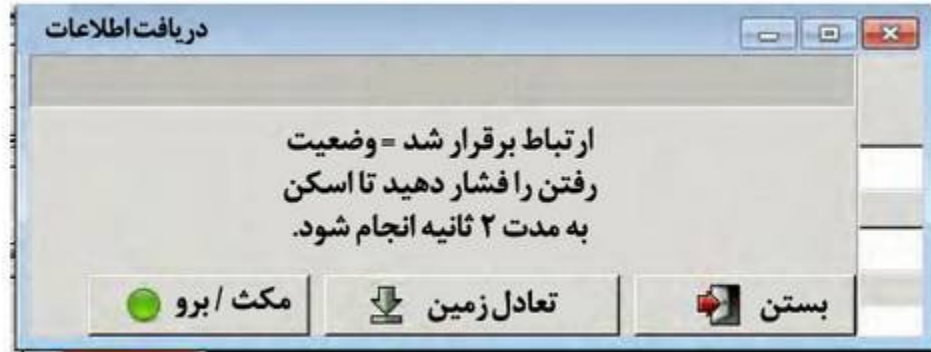 دریافت اطلاعات
ارتباط برقرار شد = وضعیت
رفتن را فشار دهید تا اسکن
به مدت ۲ ثانیه انجام شود.
بستن
تعادل زمین
مکث / برو